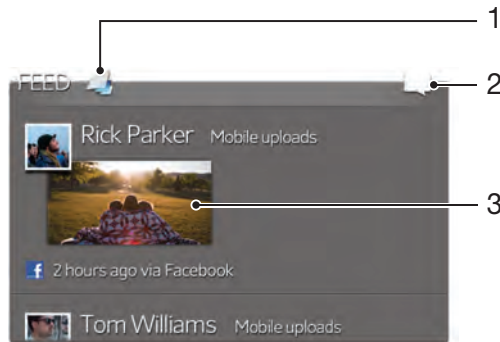 1
FEED
2
Rick Parker Mobile uploads
3
f 2 hours ago via Facebook
Tom Williams Mobile uploads